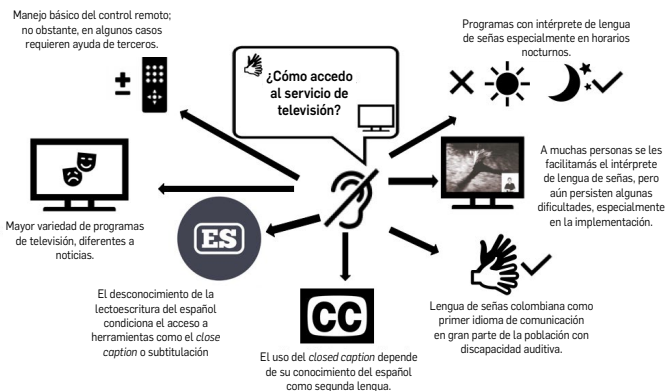 Manejo básico del control remoto;
no obstante, en algunos casos
requieren ayuda de terceros.
¿Cómo accedo
al servicio de
televisión?
Programas con intérprete de lengua
de señas especialmente en horarios
nocturnos.
Mayor variedad de programas
de televisión, diferentes a
noticias.
A muchas personas se les
facilitamás el intérprete
de lengua de señas, pero
aún persisten algunas
dificultades, especialmente
en la implementación.
ES
El desconocimiento de la
lectoescritura del español
condiciona el acceso a
herramientas como el close
caption o subtitulación
CC
El uso del closed caption depende
de su conocimiento del español
como segunda lengua.
Lengua de señas colombiana como
primer idioma de comunicación
en gran parte de la población con
discapacidad auditiva.